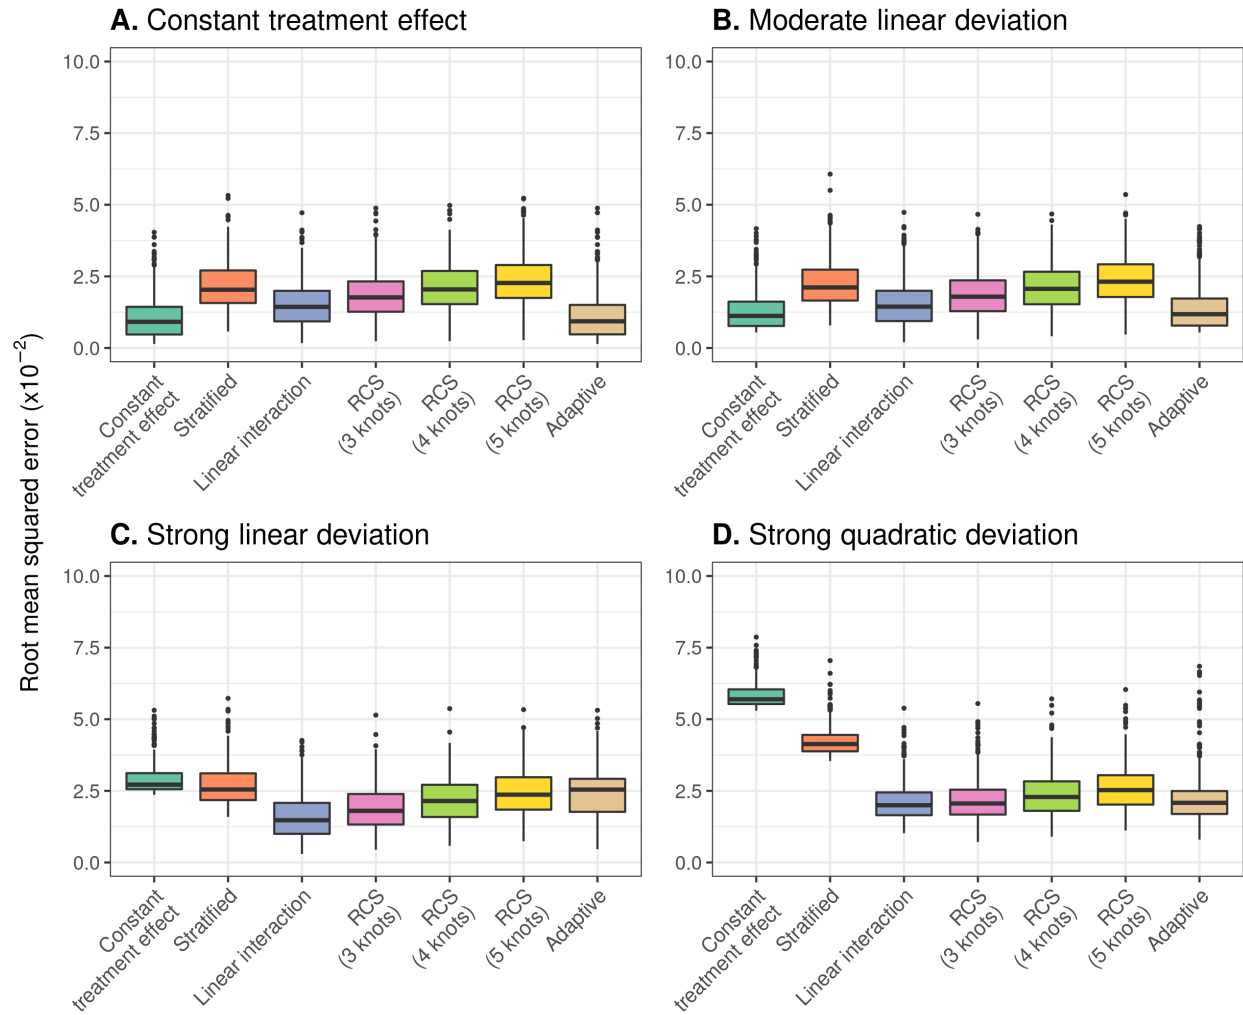 A. Constant treatment effect
10.0
7.5
5.0
2.5
0.0
Constant
treatment effect
Stratified
Linear interaction
RCS
(3 knots)
RCS
(4 knots)
RCS
(5 knots)
Adaptive
B. Moderate linear deviation
10.0
7.5
5.0
2.5
0.0
Constant
treatment effect
Stratified
Linear interaction
RCS
(3 knots)
RCS
(4 knots)
RCS
(5 knots)
Adaptive
Root mean squared error (x10⁻²)
C. Strong linear deviation
10.0
7.5
5.0
2.5
0.0
Constant
treatment effect
Stratified
Linear interaction
RCS
(3 knots)
RCS
(4 knots)
RCS
(5 knots)
Adaptive
D. Strong quadratic deviation
10.0
7.5
5.0
2.5
0.0
Constant
treatment effect
Stratified
Linear interaction
RCS
(3 knots)
RCS
(4 knots)
RCS
(5 knots)
Adaptive